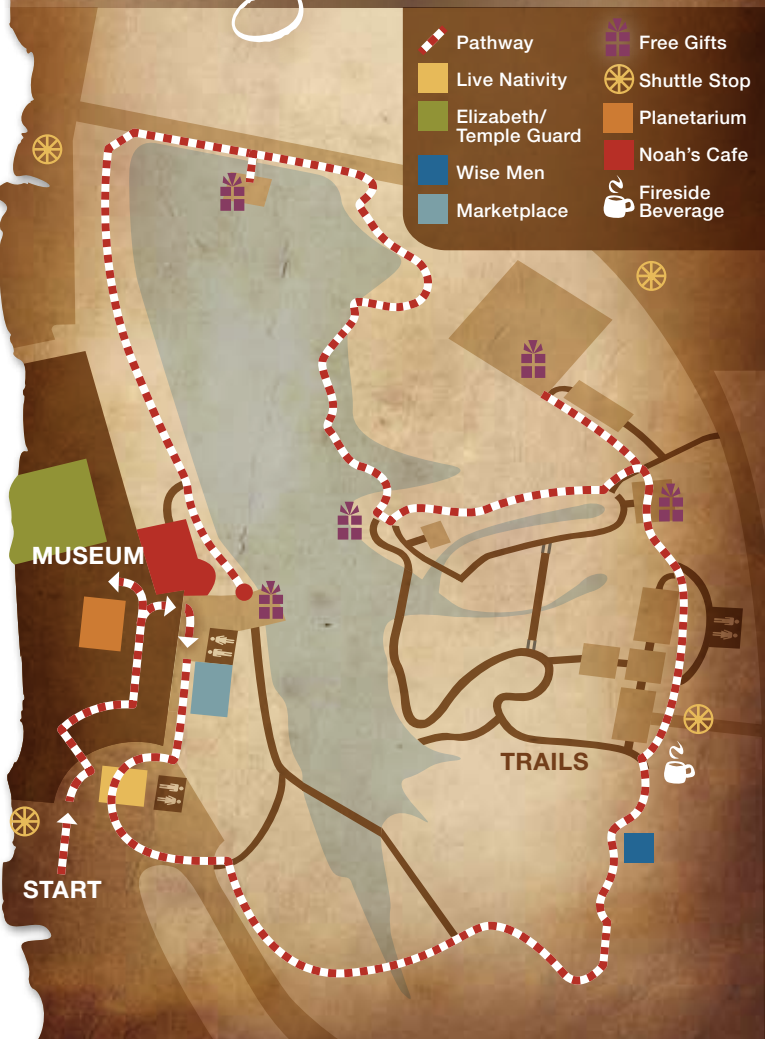 Pathway
Live Nativity
Elizabeth/
Temple Guard
Wise Men
Marketplace
Free Gifts
Shuttle Stop
Planetarium
Noah's Cafe
Fireside
Beverage
MUSEUM
TRAILS
START